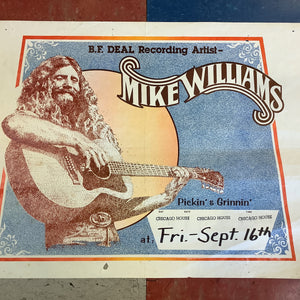 B.F. DEAL Recording Artist-
MIKE WILLIAMS
Pickin' & Grinnin'
CHICAGO HOUSE CHICAGO HOUSE CHICAGO HOUSE
at. Fri.-Sept. 16th